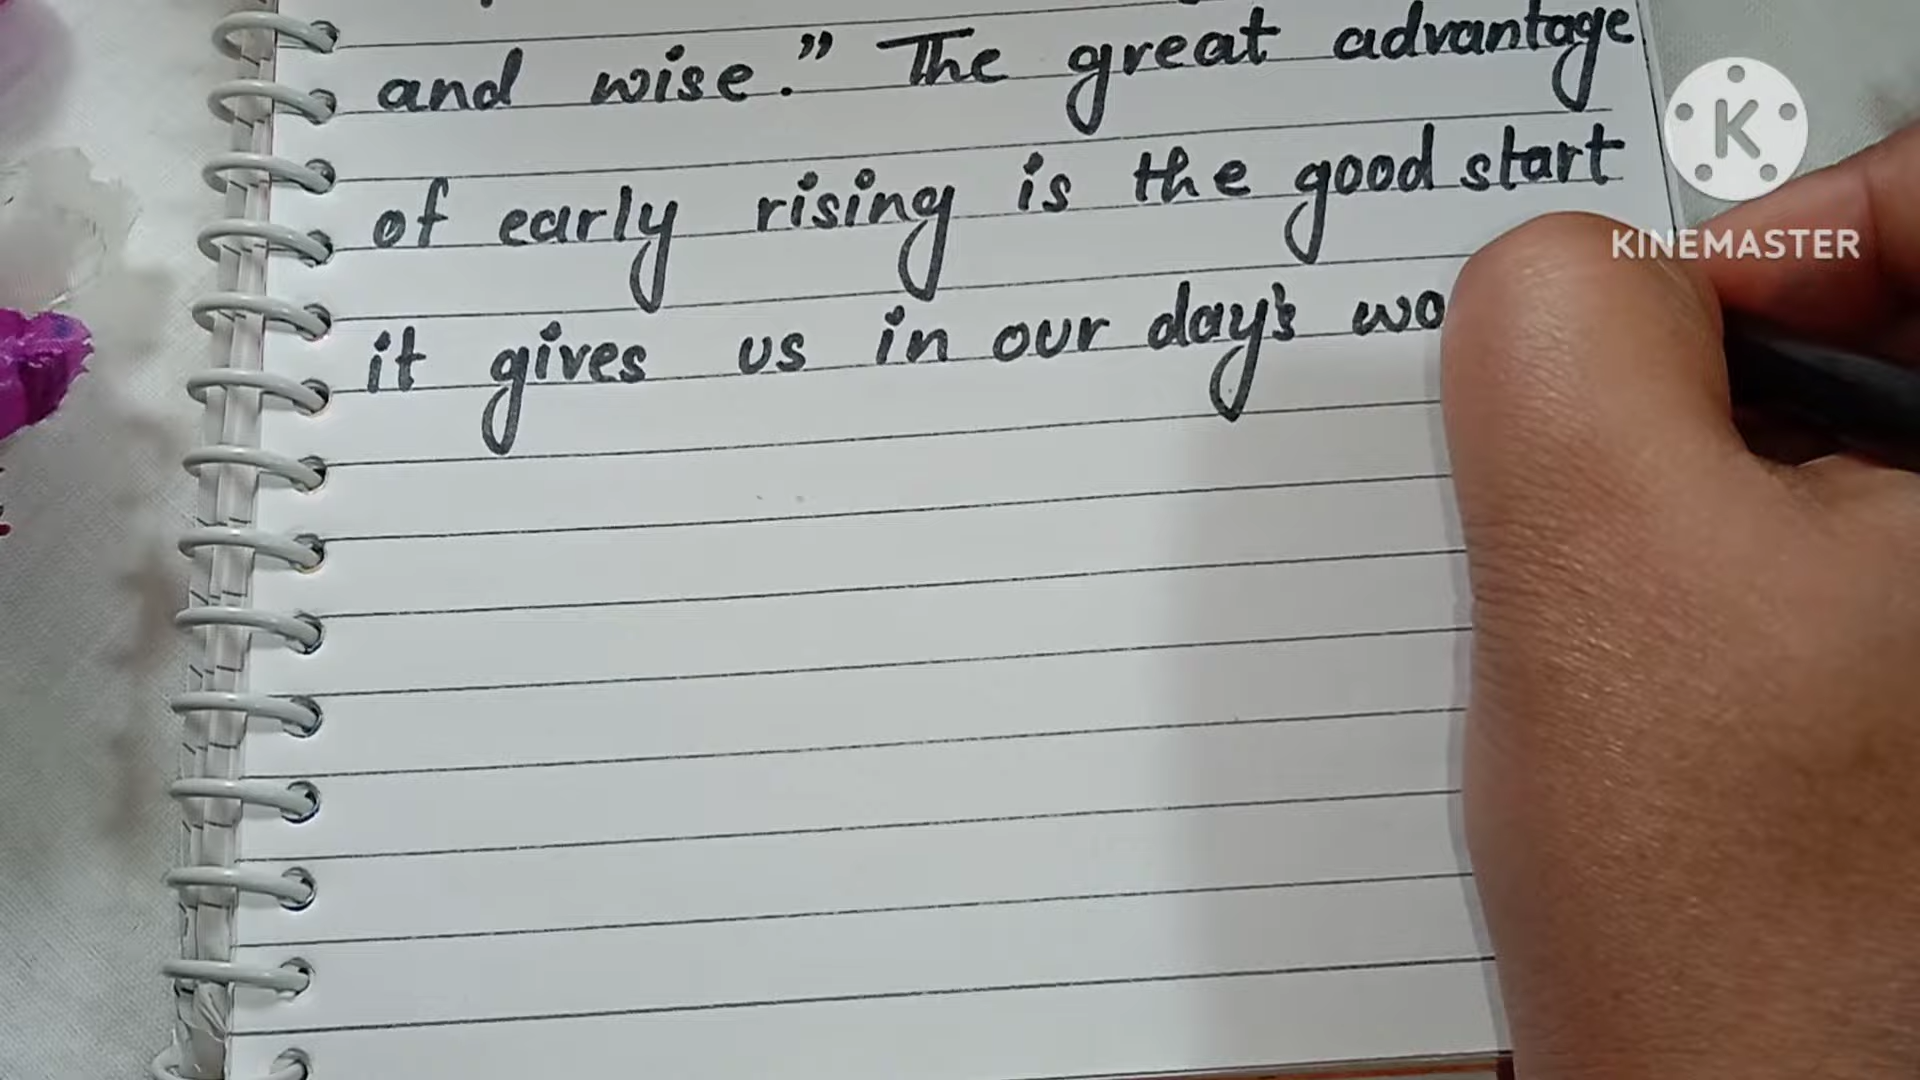 and wise." The great advantage
of early rising is the good start
it gives us in our day's wo
K
KINEMASTER